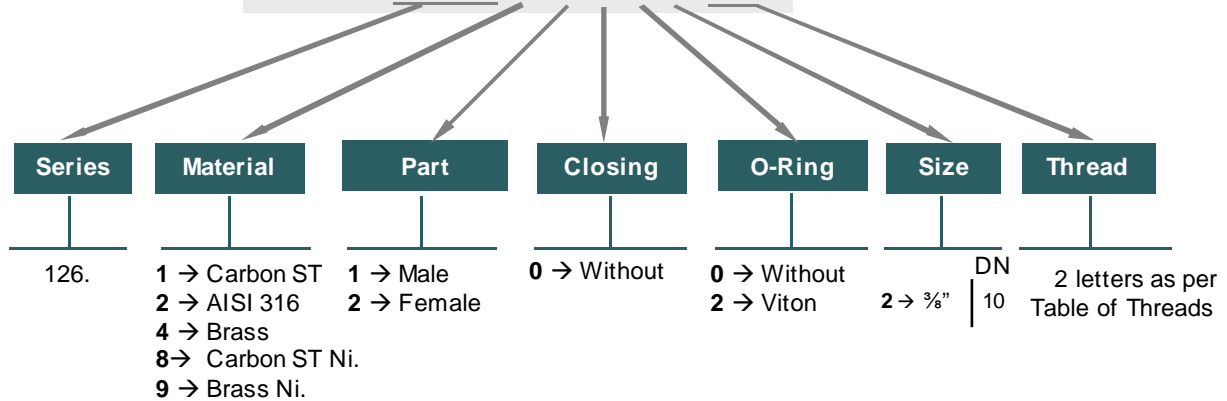 Series Material Part Closing O-Ring Size Thread
126.
1 → Carbon ST
2 → AISI 316
4 → Brass
8→ Carbon ST Ni.
9 → Brass Ni.
1 → Male
2 → Female
0 → Without
0 → Without
2 → Viton
DN
2 → ⅜” 10
2 letters as per
Table of Threads